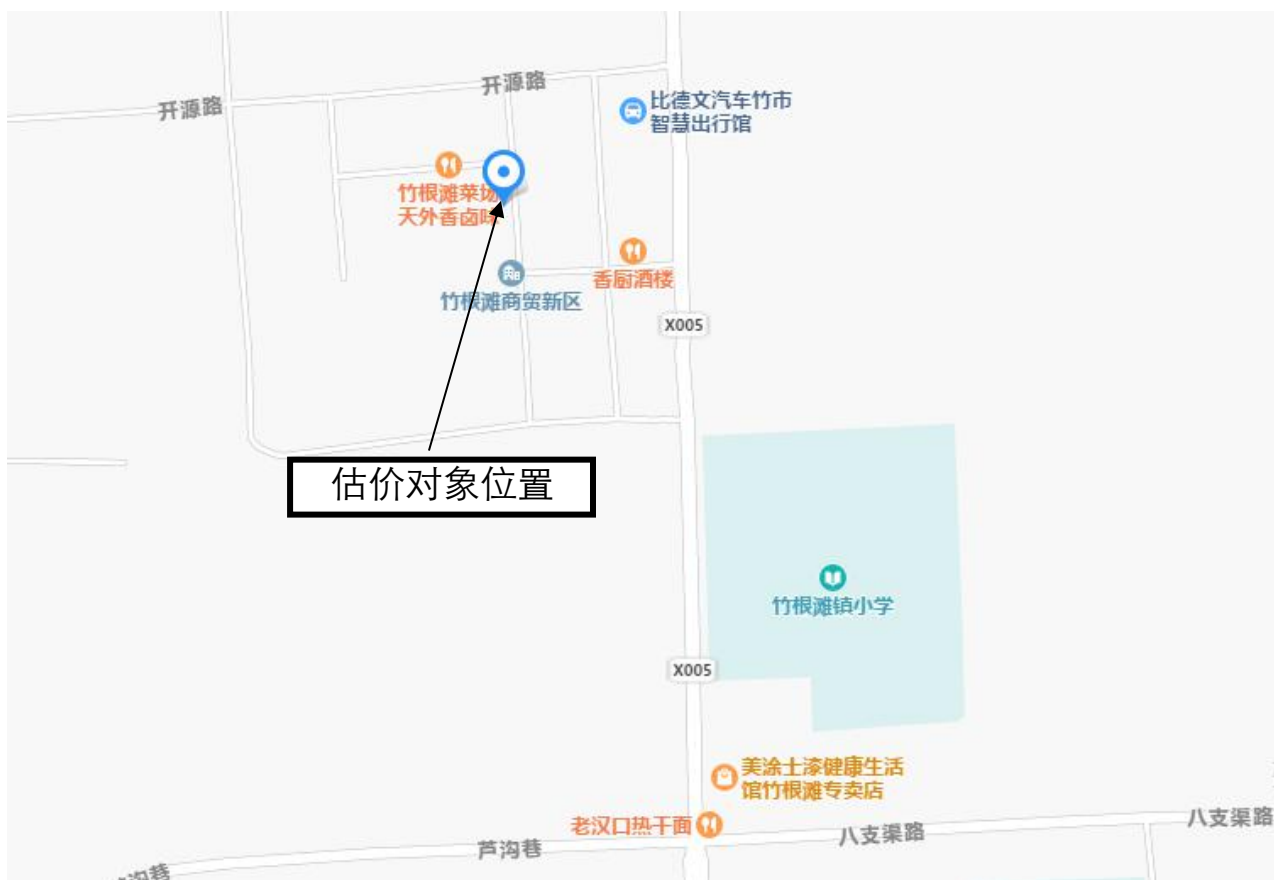 开源路
开源路
比德文汽车竹市
智慧出行馆
竹根滩菜场
天外香卤味
香厨酒楼
竹根滩商贸新区
X005
估价对象位置
竹根滩镇小学
X005
美涂士漆健康生活
馆竹根滩专卖店
老汉口热干面
八支渠路
八支渠路
芦沟巷
沟巷